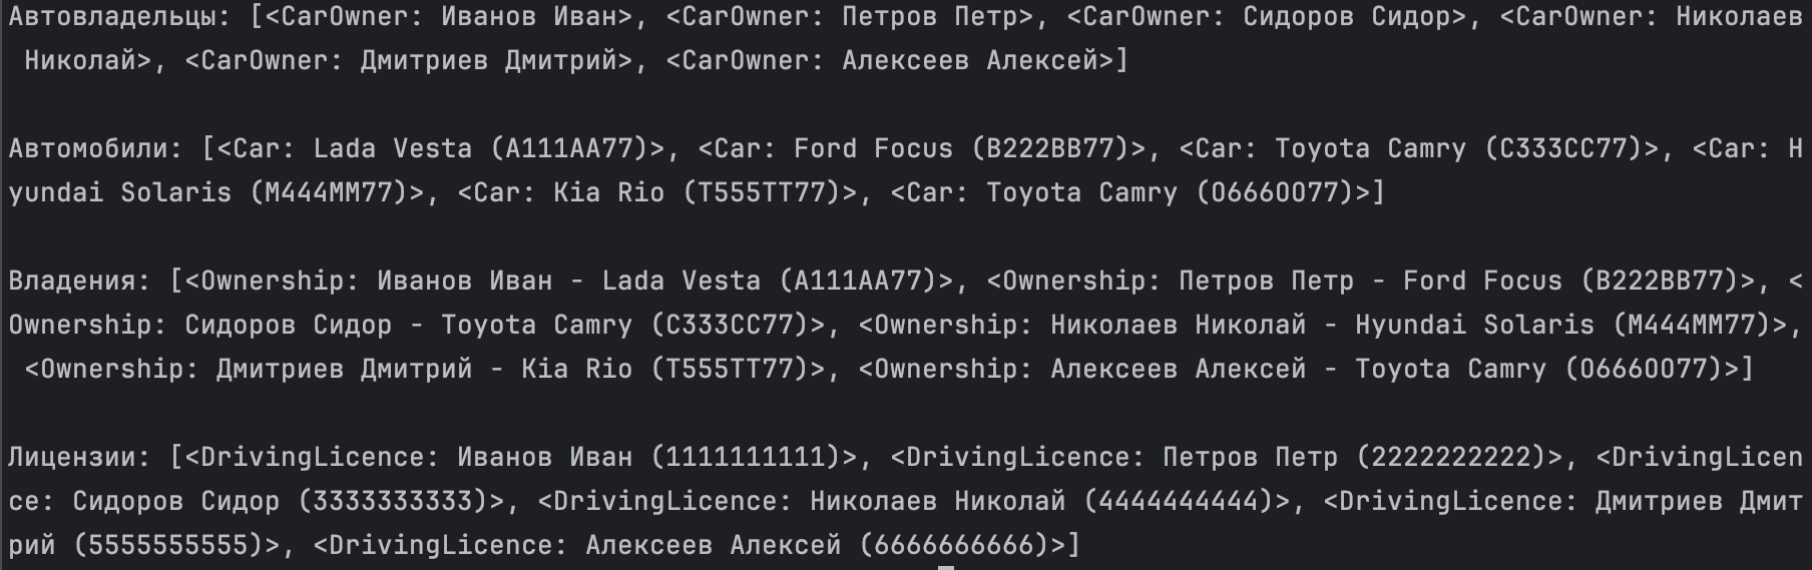 Автовладельцы: [<CarOwner: Иванов Иван>, <CarOwner: Петров Петр>, <CarOwner: Сидоров Сидор>, <CarOwner: Николаев
Николай>, <CarOwner: Дмитриев Дмитрий>, <CarOwner: Алексеев Алексей>]
Автомобили: [<Car: Lada Vesta (A111AA77)>, <Car: Ford Focus (B222BB77)>, <Car: Toyota Camry (C333CC77)>, <Car: H
yundai Solaris (M444MM77)>, <Car: Kia Rio (T555TT77)>, <Car: Toyota Camry (O666OO77)>]
Владения: [<Ownership: Иванов Иван - Lada Vesta (A111AA77)>, <Ownership: Петров Петр - Ford Focus (B222BB77)>, <
Ownership: Сидоров Сидор - Toyota Camry (C333CC77)>, <Ownership: Николаев Николай - Hyundai Solaris (M444MM77)>,
<Ownership: Дмитриев Дмитрий - Kia Rio (T555TT77)>, <Ownership: Алексеев Алексей - Toyota Camry (O666OO77)>]
Лицензии: [<DrivingLicence: Иванов Иван (1111111111)>, <DrivingLicence: Петров Петр (2222222222)>, <DrivingLicen
ce: Сидоров Сидор (3333333333)>, <DrivingLicence: Николаев Николай (4444444444)>, <DrivingLicence: Дмитриев Дмит
рий (5555555555)>, <DrivingLicence: Алексеев Алексей (6666666666)>]